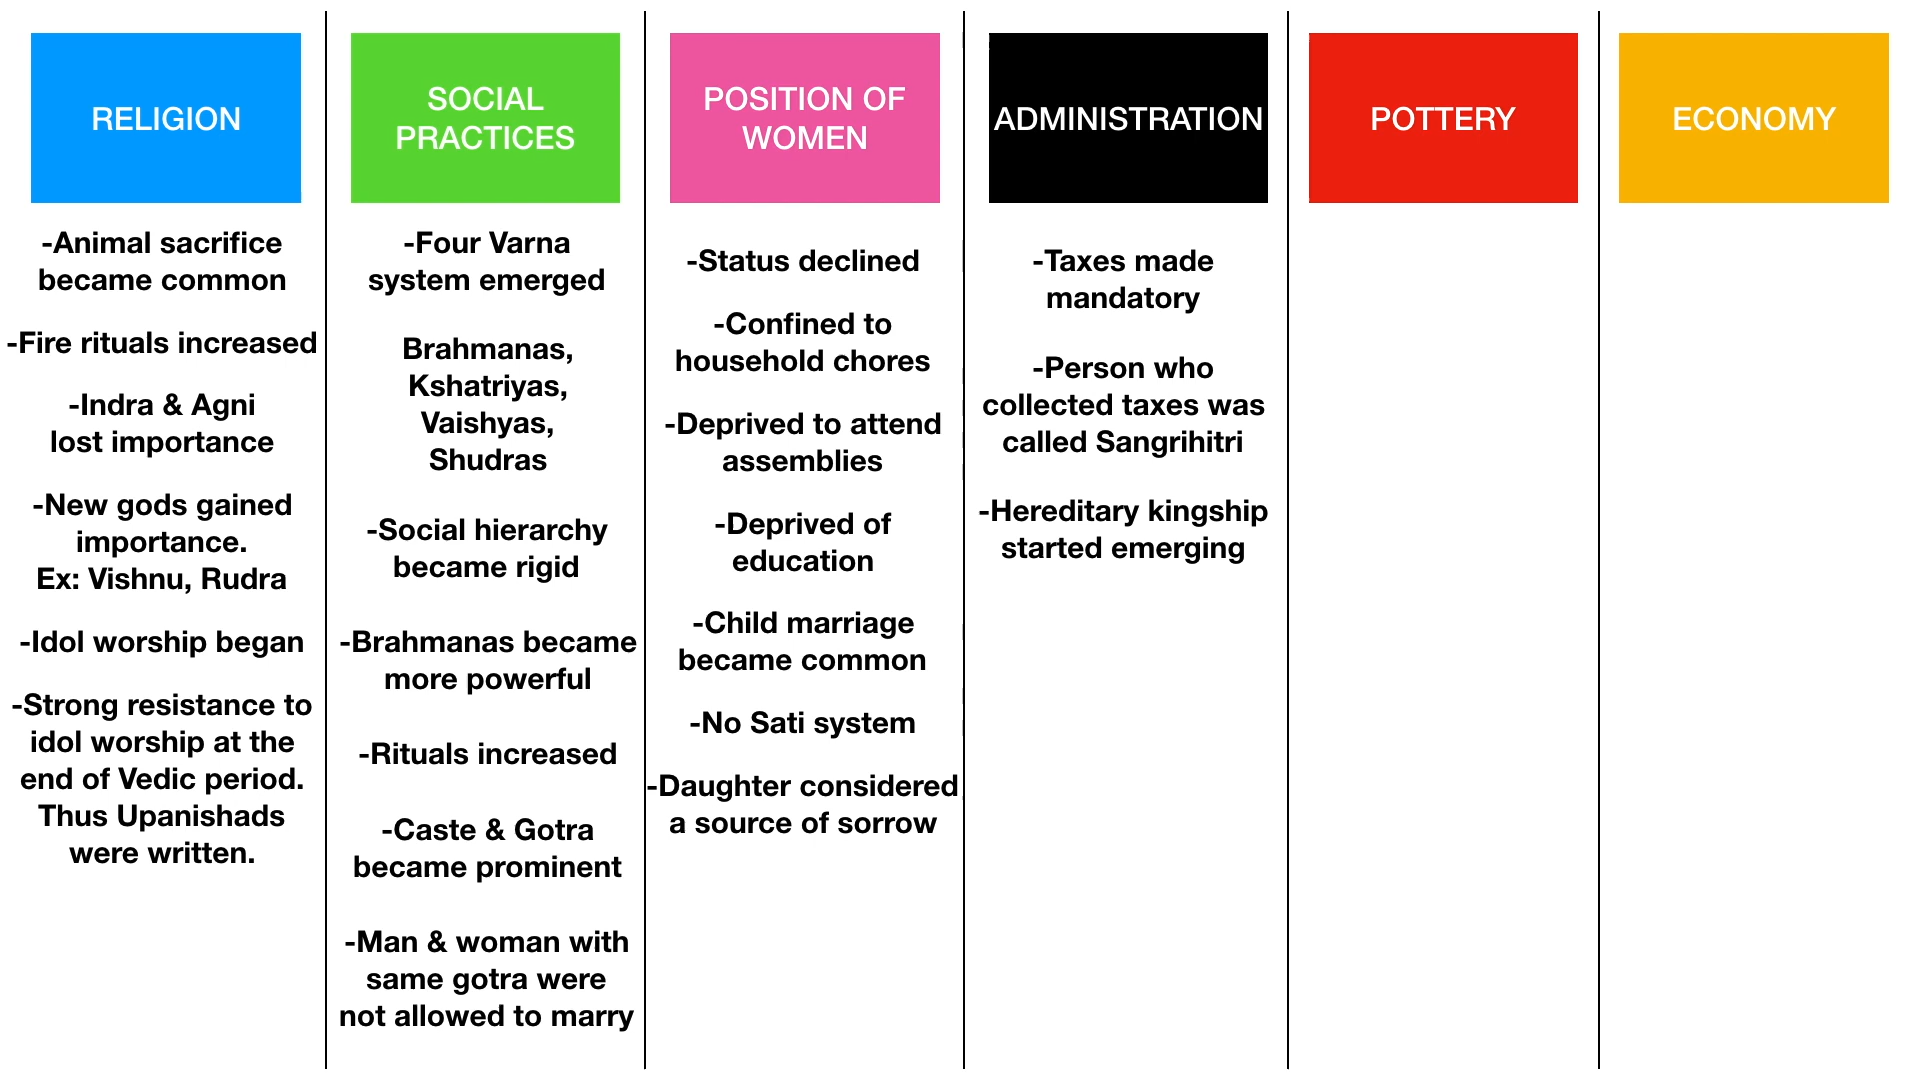 RELIGION
-Animal sacrifice
became common
-Fire rituals increased
-Indra & Agni
lost importance
-New gods gained
importance.
Ex: Vishnu, Rudra
-Idol worship began
-Strong resistance to
idol worship at the
end of Vedic period.
Thus Upanishads
were written.
SOCIAL
PRACTICES
-Four Varna
system emerged
Brahmanas,
Kshatriyas,
Vaishyas,
Shudras
-Social hierarchy
became rigid
-Brahmanas became
more powerful
-Rituals increased
-Caste & Gotra
became prominent
-Man & woman with
same gotra were
not allowed to marry
POSITION OF
WOMEN
-Status declined
-Confined to
household chores
-Deprived to attend
assemblies
-Deprived of
education
-Child marriage
became common
-No Sati system
-Daughter considered
a source of sorrow
ADMINISTRATION
-Taxes made
mandatory
-Person who
collected taxes was
called Sangrihitri
-Hereditary kingship
started emerging
POTTERY
ECONOMY